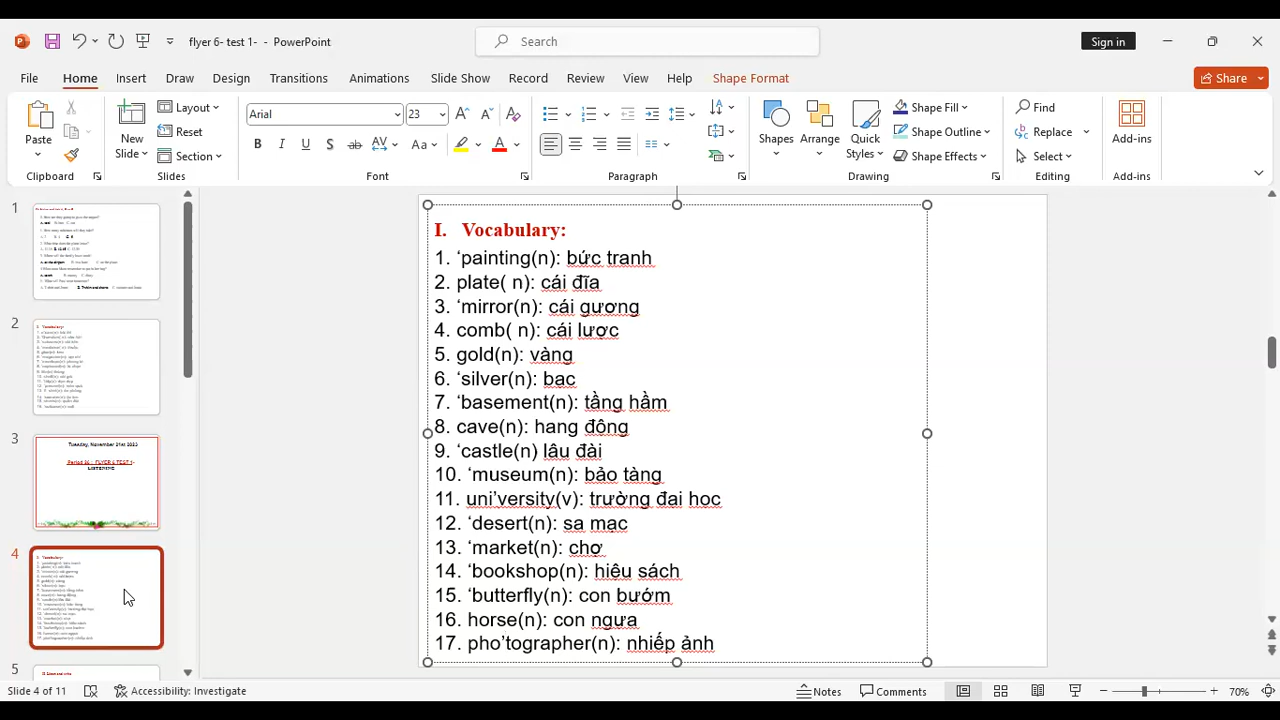 flyer 6- test 1- - PowerPoint
Search
Sign in
File Home Insert Draw Design Transitions Animations Slide Show Record Review View Help Shape Format
Share
Paste
Clipboard
New Slide
Layout
Reset
Section
Slides
Arial 23
Font
Paragraph
Shapes
Arrange
Quick Styles
Shape Fill
Shape Outline
Shape Effects
Drawing
Find
Replace
Select
Editing
Add-ins
Add-ins
1
2
3
Tuesday, November 21st 2023
4
5
I. Vocabulary:
1. ‘painting(n): bức tranh
2. plate( n): cái đĩa
3. ‘mirror(n): cái gương
4. comb(n): cái lược
5. gold(n): vàng
6. ‘silver(n): bạc
7. ‘basement(n): tầng hầm
8. cave(n): hang động
9. ‘castle(n) lâu đài
10. ‘museum(n): bảo tàng
11. uni’versity(v): trường đại học
12. ‘desert(n): sa mạc
13. ‘market(n): chợ
14. ‘bookshop(n): hiệu sách
15. ‘butterfly(n): con bướm
16. horse(n): con ngựa
17. pho’tographer(n): nhiếp ảnh
Slide 4 of 11
Accessibility: Investigate
Notes
Comments
70%